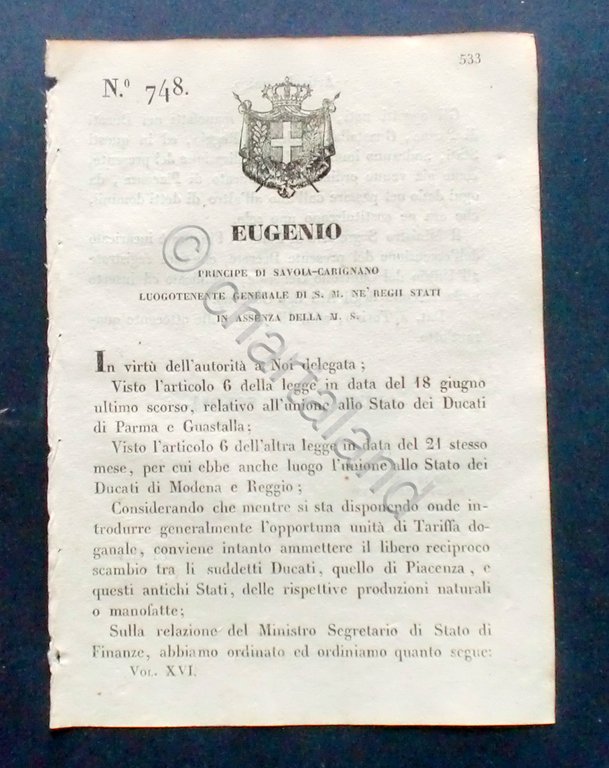 533
N.º 748.
EUGENIO
PRINCIPE DI SAVOIA-CARIGNANO
LUOGOTENENTE GENERALE DI S. M. NE' REGII STATI
IN ASSENZA DELLA M. S.
In virtù dell'autorità a Noi delegata ;
Visto l'articolo 6 della legge in data del 18 giugno
ultimo scorso, relativo all'unione allo Stato dei Ducati
di Parma e Guastalla;
Visto l'articolo 6 dell'altra legge in data del 21 stesso
mese, per cui ebbe anche luogo l'unione allo Stato dei
Ducati di Modena e Reggio ;
Considerando che mentre si sta disponendo onde in-
trodurre generalmente l'opportuna unità di Tariffa do-
ganale, conviene intanto ammettere il libero reciproco
scambio tra li suddetti Ducati, quello di Piacenza, e
questi antichi Stati, delle rispettive produzioni naturali
o manofatte;
Sulla relazione del Ministro Segretario di Stato di
Finanze, abbiamo ordinato ed ordiniamo quanto segue:
VOL. XVI.
© chartaland